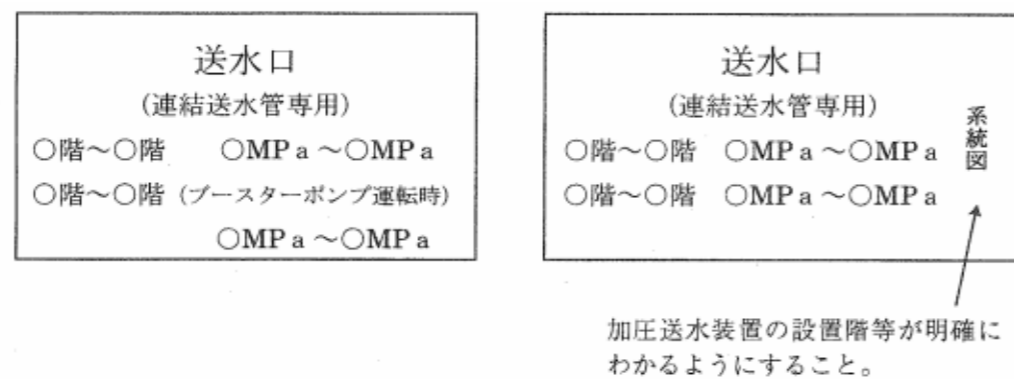 送水口
(連結送水管専用)
○階~○階 ○MPa~○MPa
○階~○階 (ブースターポンプ運転時)
○MPa~○MPa
送水口
(連結送水管専用)
○階~○階 ○MPa~○MPa
○階~○階 ○MPa~○MPa
系統図
加圧送水装置の設置階等が明確に
わかるようにすること。